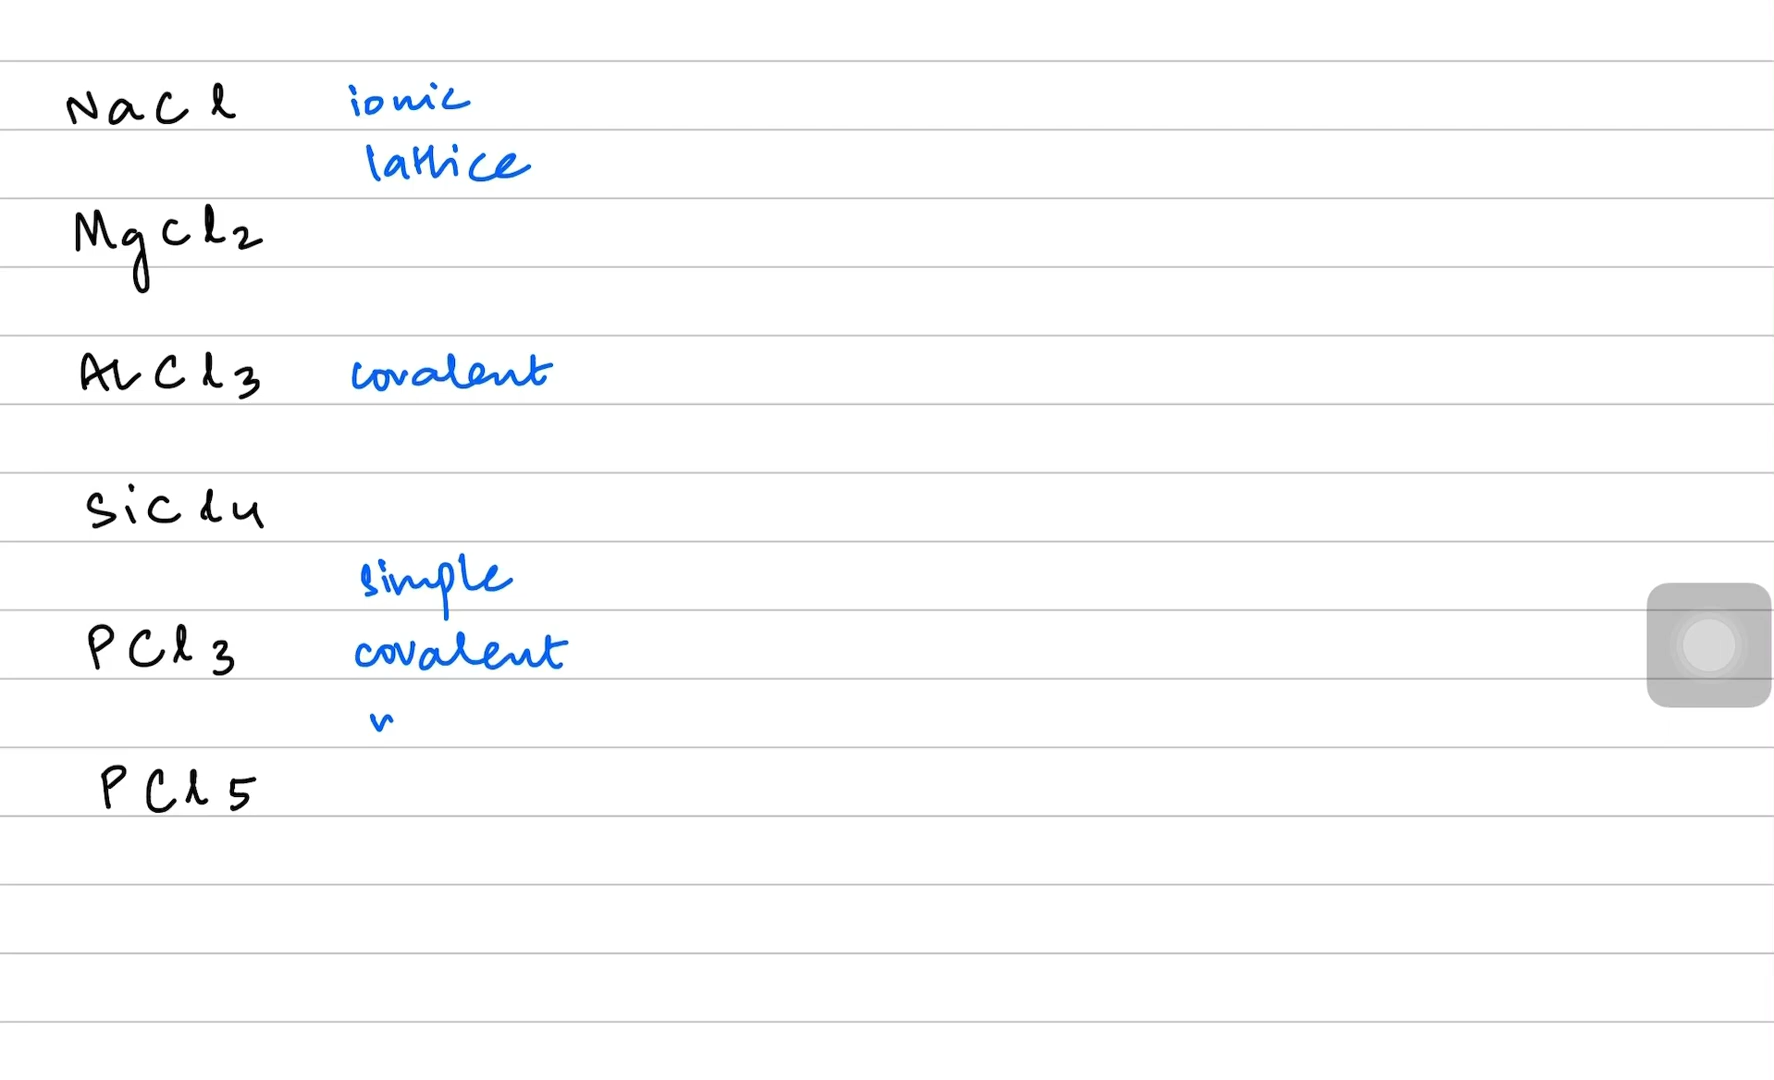 NaCl ionic
lattice
MgCl2
AlCl3 covalent
SiCl4
simple
PCl3 covalent
PCl5